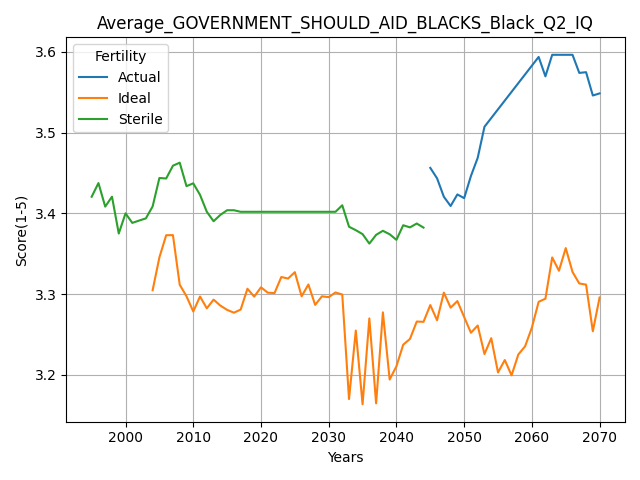 Average_GOVERNMENT_SHOULD_AID_BLACKS_Black_Q2_IQ
Fertility
Actual
Ideal
Sterile
Score(1-5)
3.6
3.5
3.4
3.3
3.2
2000 2010 2020 2030 2040 2050 2060 2070
Years